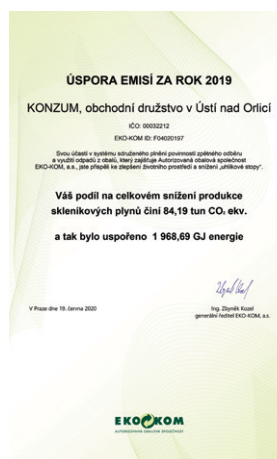 ÚSPORA EMISÍ ZA ROK 2019
KONZUM, obchodní družstvo v Ústí nad Orlicí
IČO: 00032212
EKO-KOM ID: F04020197
Svou účastí v systému sdruženého plnění povinností zpětného odběru
a využití odpadů z obalů, který zajišťuje Autorizovaná obalová společnost
EKO-KOM, a.s., jste přispěli ke zlepšení životního prostředí a snížení „uhlíkové stopy“.
Váš podíl na celkovém snížení produkce
skleníkových plynů činí 84,19 tun CO₂ ekv.
a tak bylo uspořeno 1 968,69 GJ energie
V Praze dne 19. června 2020
Ing. Zbyněk Kozel
generální ředitel EKO-KOM, a.s.
EKO KOM
AUTORIZOVANÁ OBALOVÁ SPOLEČNOST